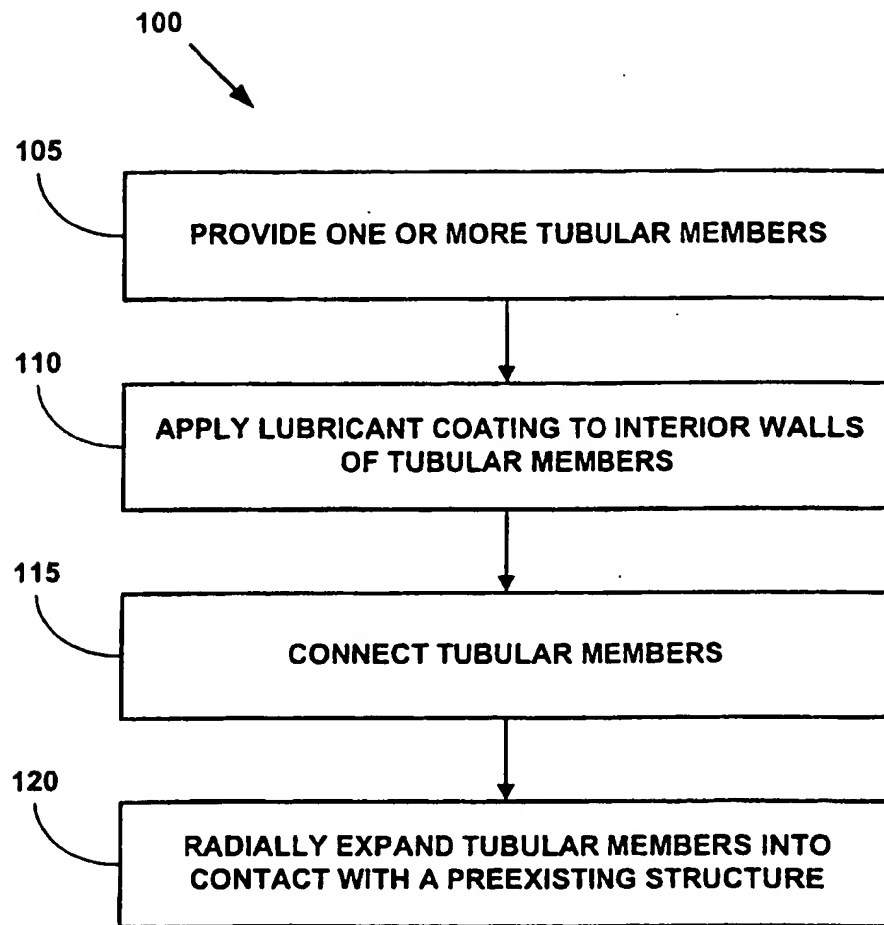 100
105
PROVIDE ONE OR MORE TUBULAR MEMBERS
110
APPLY LUBRICANT COATING TO INTERIOR WALLS
OF TUBULAR MEMBERS
115
CONNECT TUBULAR MEMBERS
120
RADIALLY EXPAND TUBULAR MEMBERS INTO
CONTACT WITH A PREEXISTING STRUCTURE